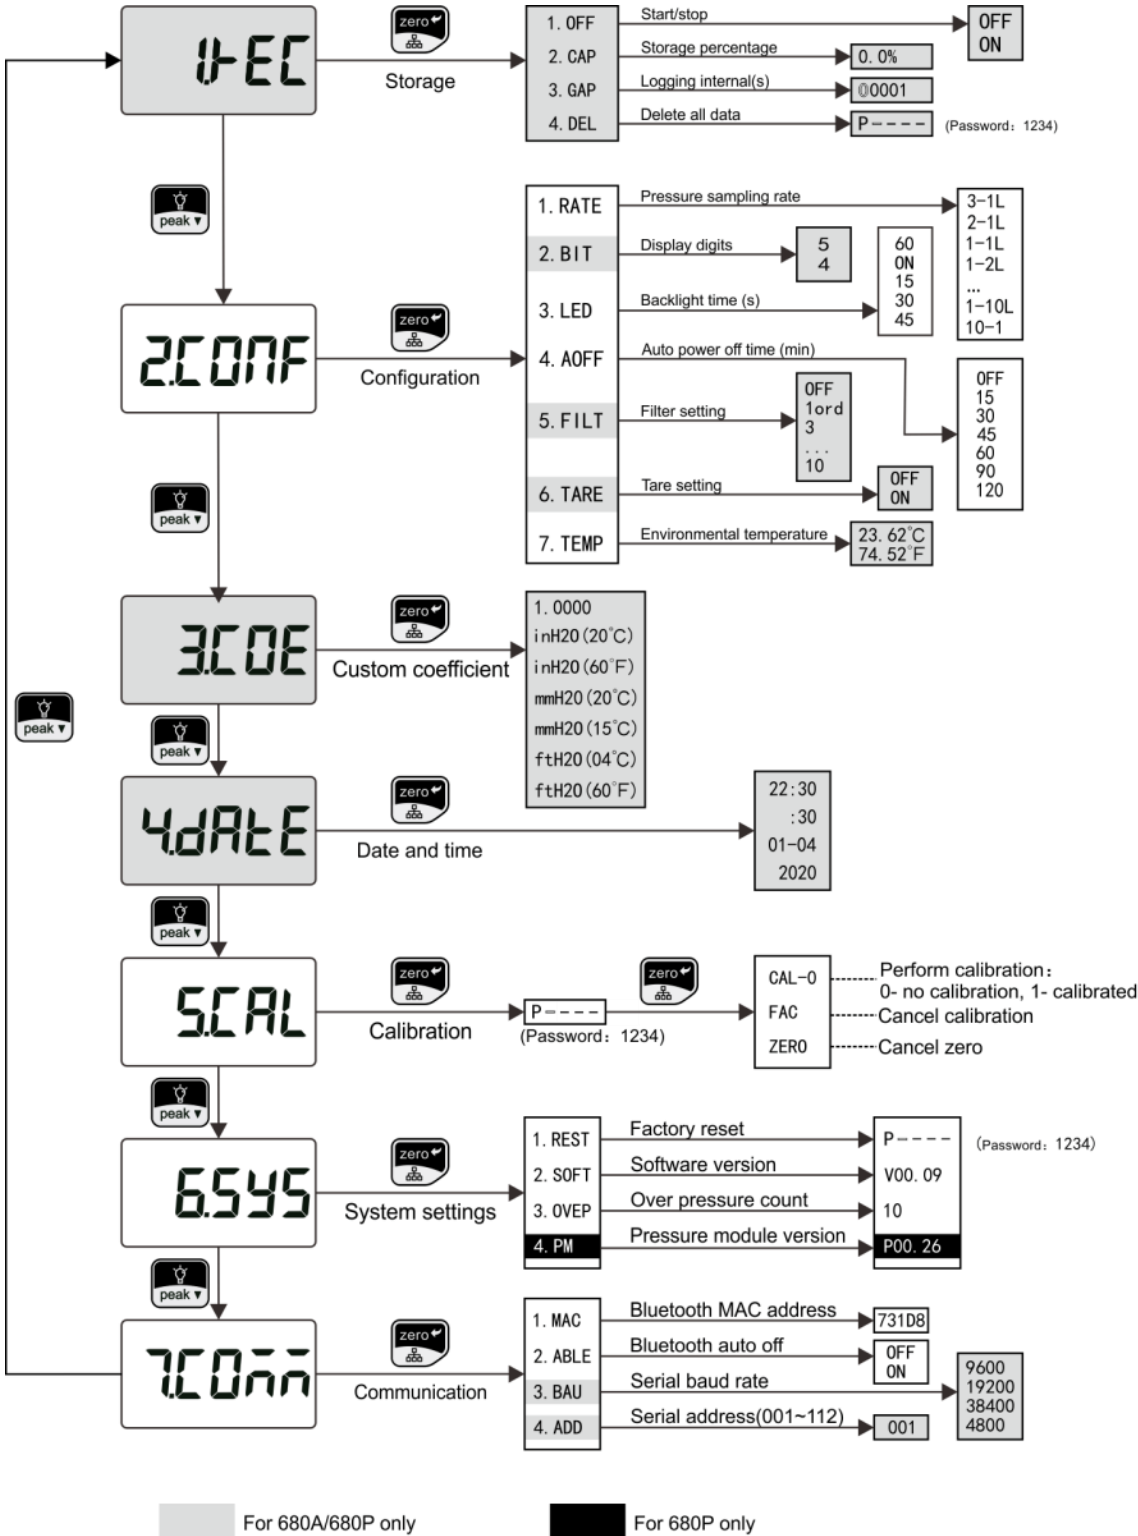 1.rEC
zero
Storage
1. OFF
Start/stop
OFF
ON
2. CAP
Storage percentage
0. 0%
3. GAP
Logging internal(s)
00001
4. DEL
Delete all data
P----
(Password: 1234)
peak ▼
2.CONF
zero
Configuration
1. RATE
Pressure sampling rate
3-1L
2-1L
1-1L
1-2L
...
1-10L
10-1
2. BIT
Display digits
5
4
3. LED
Backlight time (s)
60
ON
15
30
45
4. AOFF
Auto power off time (min)
OFF
15
30
45
60
90
120
5. FILT
Filter setting
OFF
1ord
3
...
10
6. TARE
Tare setting
OFF
ON
7. TEMP
Environmental temperature
23. 62°C
74. 52°F
peak ▼
3.COE
zero
Custom coefficient
1. 0000
inH20(20°C)
inH20(60°F)
mmH20(20°C)
mmH20(15°C)
ftH20(04°C)
ftH20(60°F)
peak ▼
peak ▼
4.dAtE
zero
Date and time
22:30
:30
01-04
2020
peak ▼
5.CAL
zero
Calibration
P----
(Password: 1234)
zero
CAL-0
Perform calibration:
0- no calibration, 1- calibrated
FAC
Cancel calibration
ZERO
Cancel zero
peak ▼
6.SYS
zero
System settings
1. REST
Factory reset
P----
(Password: 1234)
2. SOFT
Software version
V00. 09
3. OVEP
Over pressure count
10
4. PM
Pressure module version
P00. 26
peak ▼
7.COmm
zero
Communication
1. MAC
Bluetooth MAC address
731D8
2. ABLE
Bluetooth auto off
OFF
ON
3. BAU
Serial baud rate
9600
19200
38400
4800
4. ADD
Serial address(001~112)
001
For 680A/680P only
For 680P only